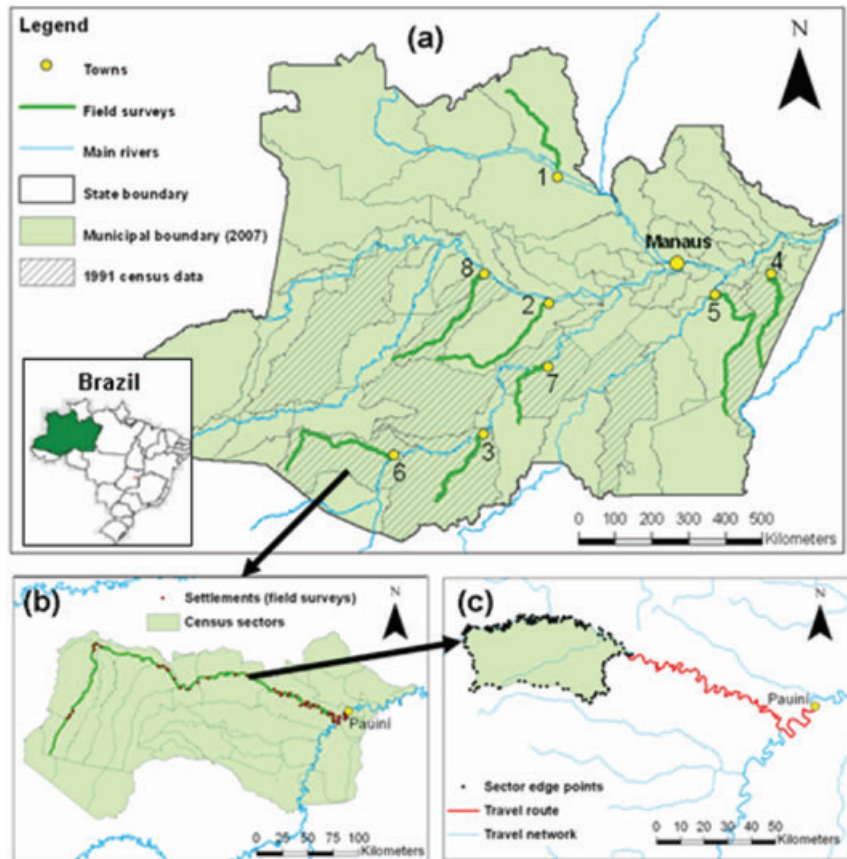 Legend
(a)
N
Towns
Field surveys
Main rivers
State boundary
Municipal boundary (2007)
1991 census data
1
Manaus
8
4
2
5
7
3
6
Brazil
0 100 200 300 400 500
Kilometers
(b)
Settlements (field surveys)
Census sectors
N
Pauini
0 25 50 75 100
Kilometers
(c)
N
Pauini
Sector edge points
Travel route
Travel network
0 10 20 30 40 50
Kilometers